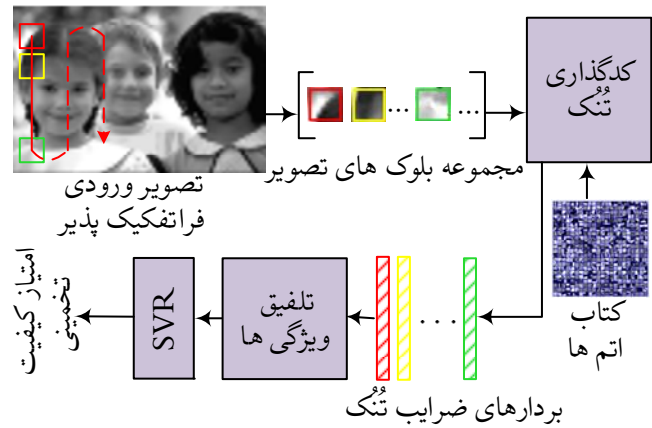 کدگذاری
تُنُک
...
...
مجموعه بلوک های تصویر
تصویر ورودی
فراتفکیک پذیر
کتاب
اتم ها
امتیاز کیفیت
تخمینی
SVR
تلفیق
ویژگی ها
...
بردارهای ضرایب تُنُک